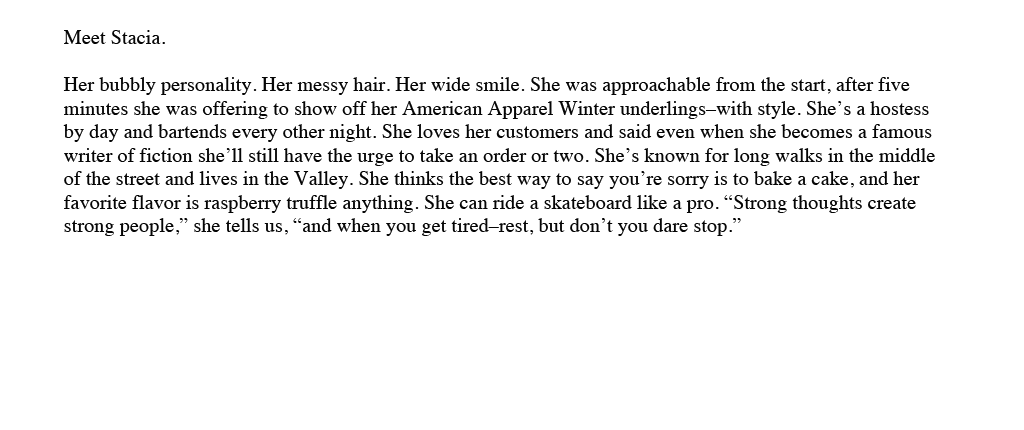 Meet Stacia.
Her bubbly personality. Her messy hair. Her wide smile. She was approachable from the start, after five
minutes she was offering to show off her American Apparel Winter underlings–with style. She’s a hostess
by day and bartends every other night. She loves her customers and said even when she becomes a famous
writer of fiction she’ll still have the urge to take an order or two. She’s known for long walks in the middle
of the street and lives in the Valley. She thinks the best way to say you’re sorry is to bake a cake, and her
favorite flavor is raspberry truffle anything. She can ride a skateboard like a pro. “Strong thoughts create
strong people,” she tells us, “and when you get tired–rest, but don’t you dare stop.”